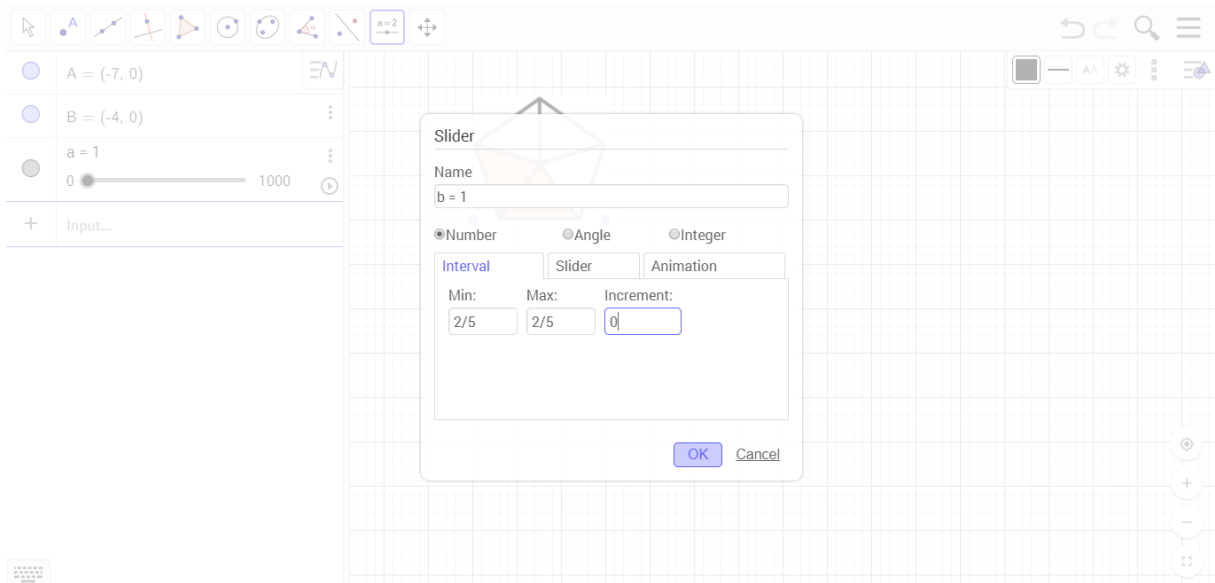 A
a = 2
A = (-7, 0)
B = (-4, 0)
a = 1
0 1000
Input...
AA
Slider
Name
b = 1
Number Angle Integer
Interval Slider Animation
Min: Max: Increment:
2/5 2/5 0
OK Cancel